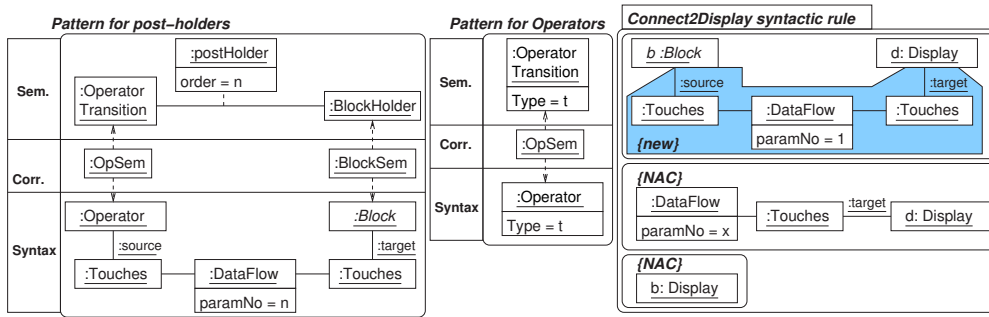 Pattern for post-holders
Sem.
Corr.
Syntax
:postHolder
order = n
:Operator
Transition
:BlockHolder
:OpSem
:BlockSem
:Operator
:Block
:source
:target
:Touches
:DataFlow
paramNo = n
:Touches
Pattern for Operators
Sem.
Corr.
Syntax
:Operator
Transition
Type = t
:OpSem
:Operator
Type = t
Connect2Display syntactic rule
b :Block
d: Display
:source
:target
:Touches
:DataFlow
paramNo = 1
:Touches
{new}
{NAC}
:DataFlow
paramNo = x
:Touches
:target
d: Display
{NAC}
b: Display